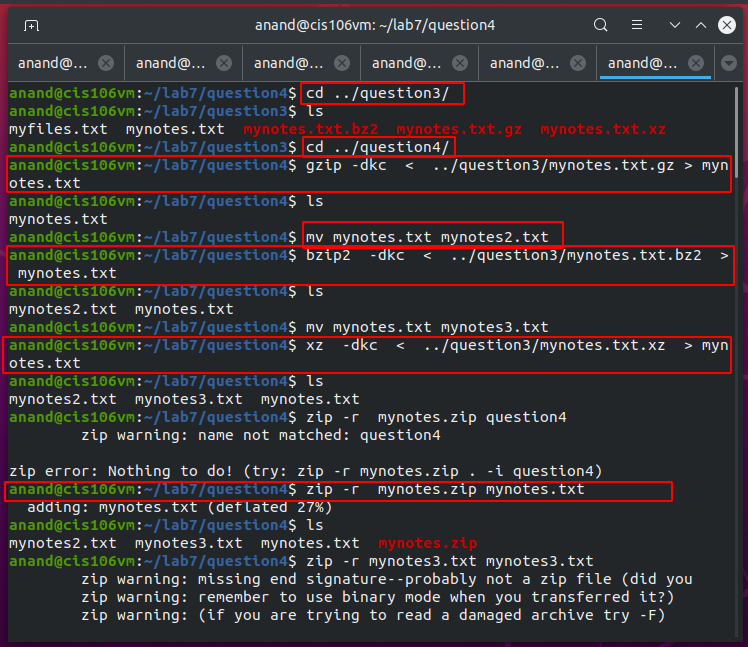 anand@cis106vm: ~/lab7/question4
anand@... anand@... anand@... anand@... anand@... anand@...
anand@cis106vm:~/lab7/question4$ cd ../question3/
anand@cis106vm:~/lab7/question3$ ls
myfiles.txt  mynotes.txt  mynotes.txt.bz2  mynotes.txt.gz  mynotes.txt.xz
anand@cis106vm:~/lab7/question3$ cd ../question4/
anand@cis106vm:~/lab7/question4$ gzip -dkc  <  ../question3/mynotes.txt.gz > myn
otes.txt
anand@cis106vm:~/lab7/question4$ ls
mynotes.txt
anand@cis106vm:~/lab7/question4$ mv mynotes.txt mynotes2.txt
anand@cis106vm:~/lab7/question4$ bzip2  -dkc  <  ../question3/mynotes.txt.bz2  >
 mynotes.txt
anand@cis106vm:~/lab7/question4$ ls
mynotes2.txt  mynotes.txt
anand@cis106vm:~/lab7/question4$ mv mynotes.txt mynotes3.txt
anand@cis106vm:~/lab7/question4$ xz  -dkc  <  ../question3/mynotes.txt.xz  > myn
otes.txt
anand@cis106vm:~/lab7/question4$ ls
mynotes2.txt  mynotes3.txt  mynotes.txt
anand@cis106vm:~/lab7/question4$ zip -r  mynotes.zip question4
        zip warning: name not matched: question4
zip error: Nothing to do! (try: zip -r mynotes.zip . -i question4)
anand@cis106vm:~/lab7/question4$ zip -r  mynotes.zip mynotes.txt
  adding: mynotes.txt (deflated 27%)
anand@cis106vm:~/lab7/question4$ ls
mynotes2.txt  mynotes3.txt  mynotes.txt  mynotes.zip
anand@cis106vm:~/lab7/question4$ zip -r mynotes3.txt mynotes3.txt
        zip warning: missing end signature--probably not a zip file (did you
        zip warning: remember to use binary mode when you transferred it?)
        zip warning: (if you are trying to read a damaged archive try -F)